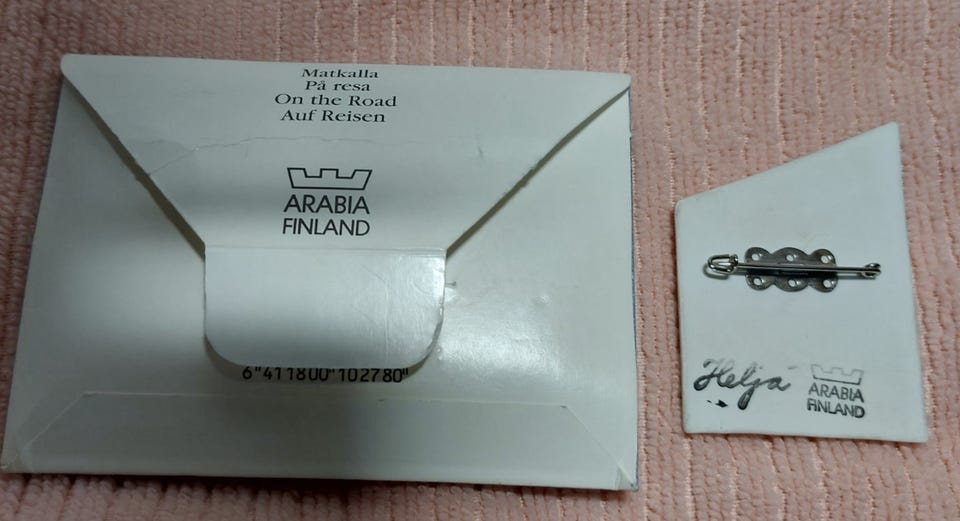 Matkalla
På resa
On the Road
Auf Reisen
ARABIA
FINLAND
6"411800"102780"
Helja
ARABIA
FINLAND